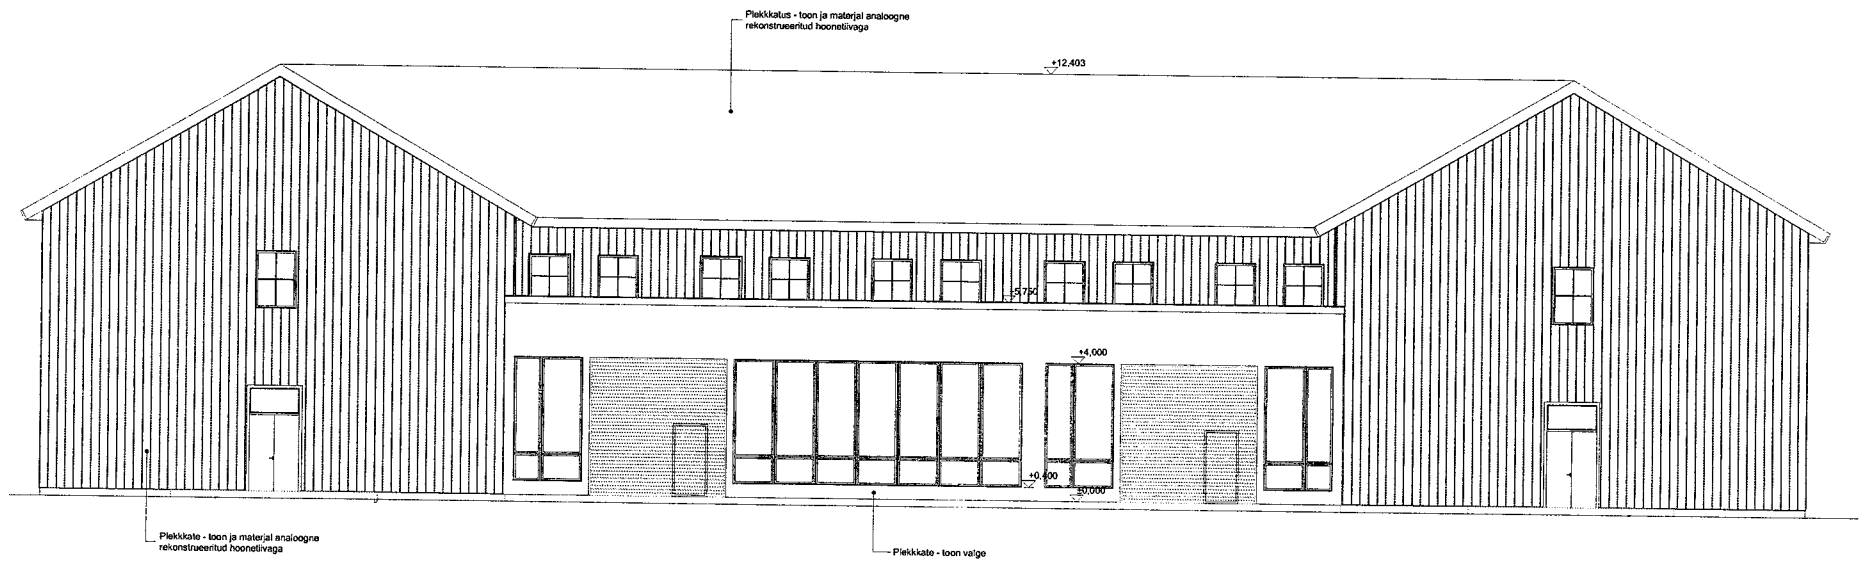 Plekkkatus - toon ja materjal analoogne
rekonstrueeritud hoonetiivaga
+12,403
+5,750
+4,000
+0,400
±0,000
Plekkkate - toon ja materjal analoogne
rekonstrueeritud hoonetiivaga
Plekkkate - toon valge